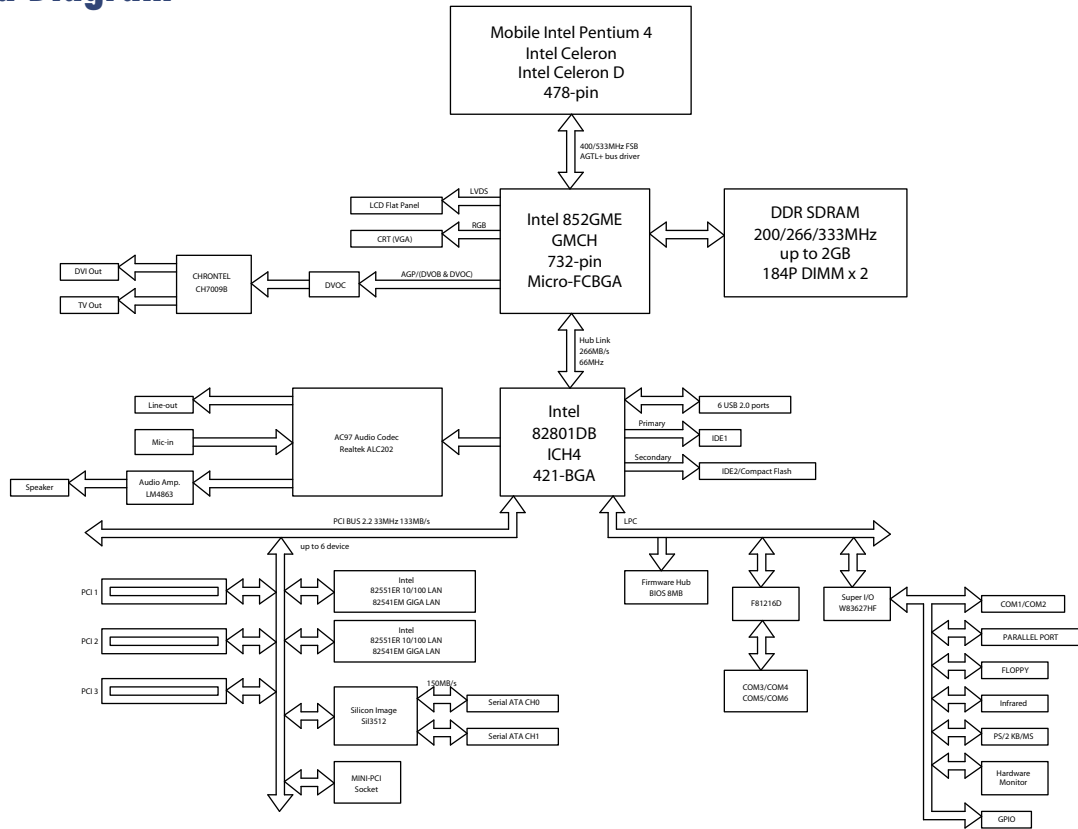 Diagram
Mobile Intel Pentium 4
Intel Celeron
Intel Celeron D
478-pin
400/533MHz FSB
AGTL+ bus driver
LVDS
LCD Flat Panel
RGB
CRT (VGA)
Intel 852GME
GMCH
732-pin
Micro-FCBGA
DDR SDRAM
200/266/333MHz
up to 2GB
184P DIMM x 2
DVI Out
TV Out
CHRONTEL
CH7009B
DVOC
AGP/(DVOB & DVOC)
Hub Link
266MB/s
66MHz
Line-out
Mic-in
Speaker
Audio Amp.
LM4863
AC97 Audio Codec
Realtek ALC202
Intel
82801DB
ICH4
421-BGA
6 USB 2.0 ports
Primary
IDE1
Secondary
IDE2/Compact Flash
PCI BUS 2.2 33MHz 133MB/s
LPC
up to 6 device
PCI 1
PCI 2
PCI 3
Intel
82551ER 10/100 LAN
82541EM GIGA LAN
Intel
82551ER 10/100 LAN
82541EM GIGA LAN
150MB/s
Silicon Image
SiI3512
Serial ATA CH0
Serial ATA CH1
MINI-PCI
Socket
Firmware Hub
BIOS 8MB
F81216D
COM3/COM4
COM5/COM6
Super I/O
W83627HF
COM1/COM2
PARALLEL PORT
FLOPPY
Infrared
PS/2 KB/MS
Hardware
Monitor
GPIO